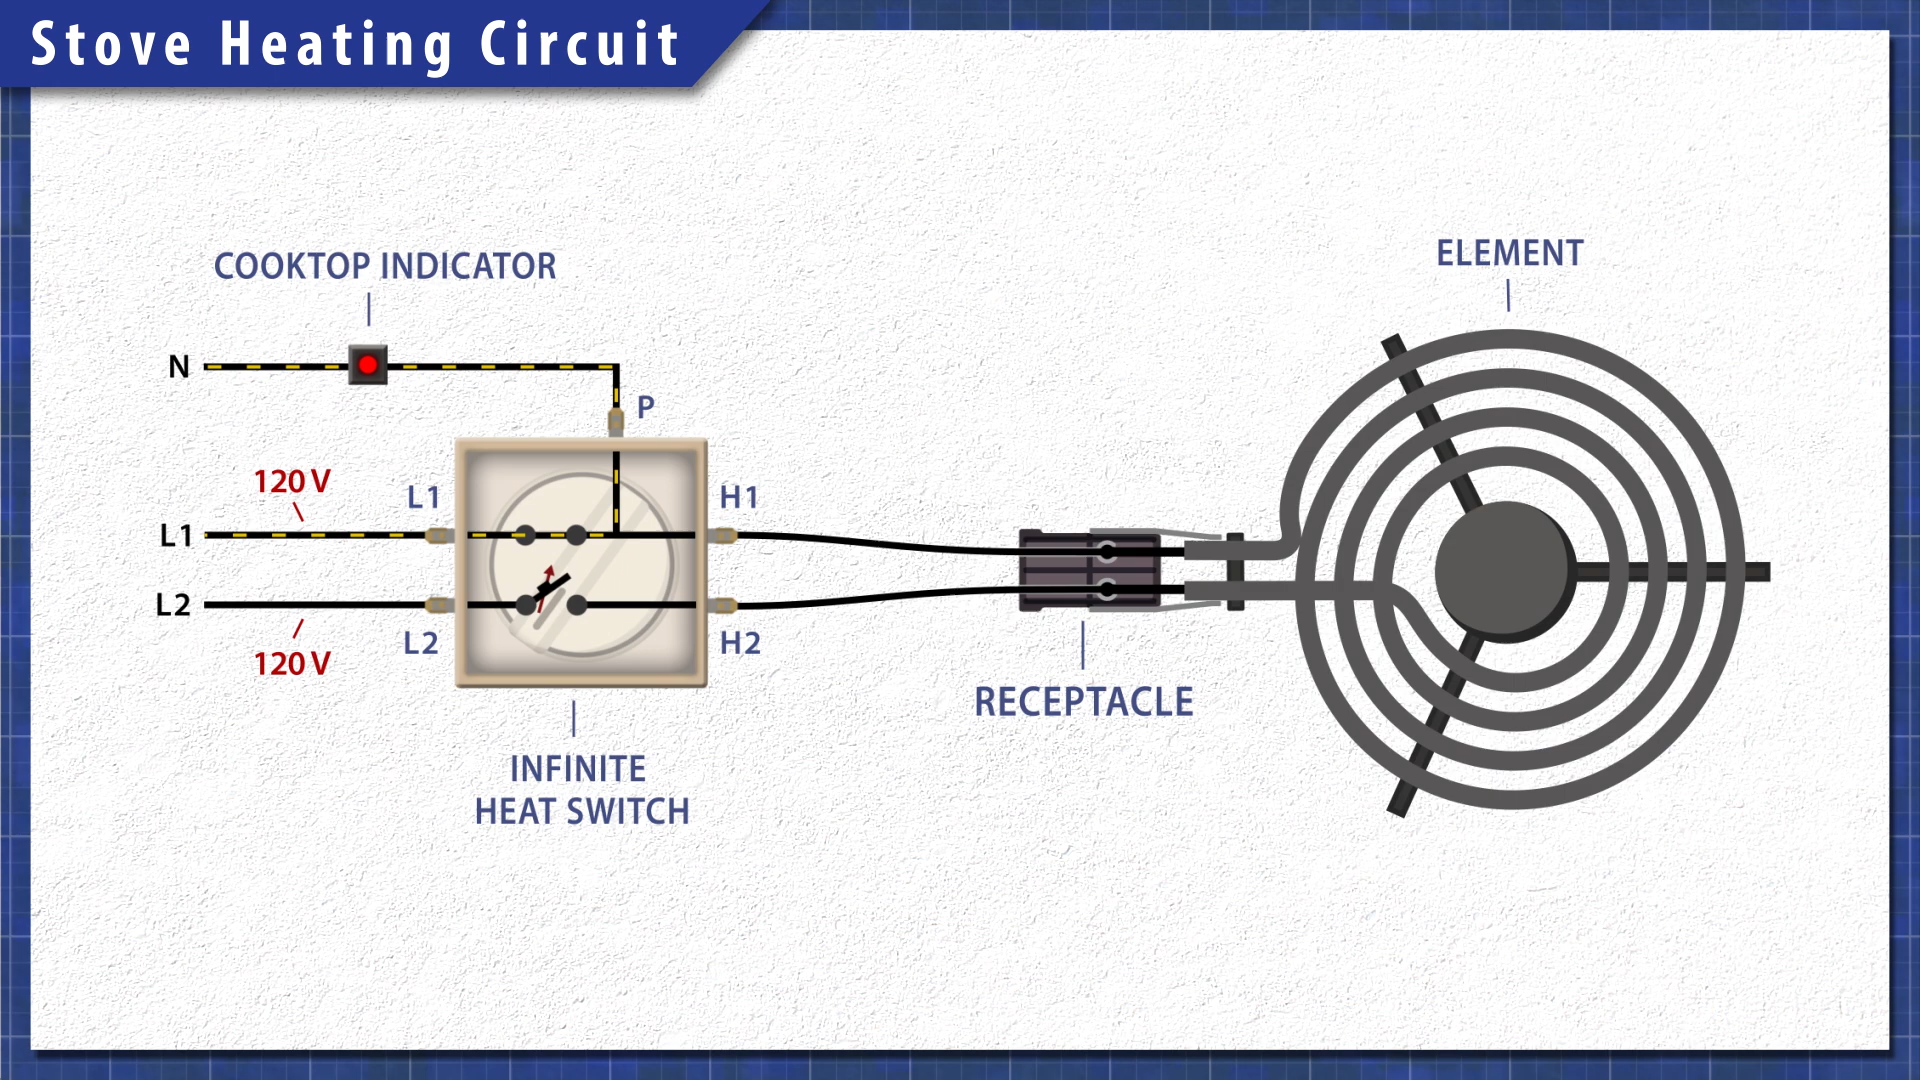 Stove Heating Circuit
COOKTOP INDICATOR
ELEMENT
N
P
120 V
L1
H1
L1
L2
120 V
L2
H2
RECEPTACLE
INFINITE
HEAT SWITCH